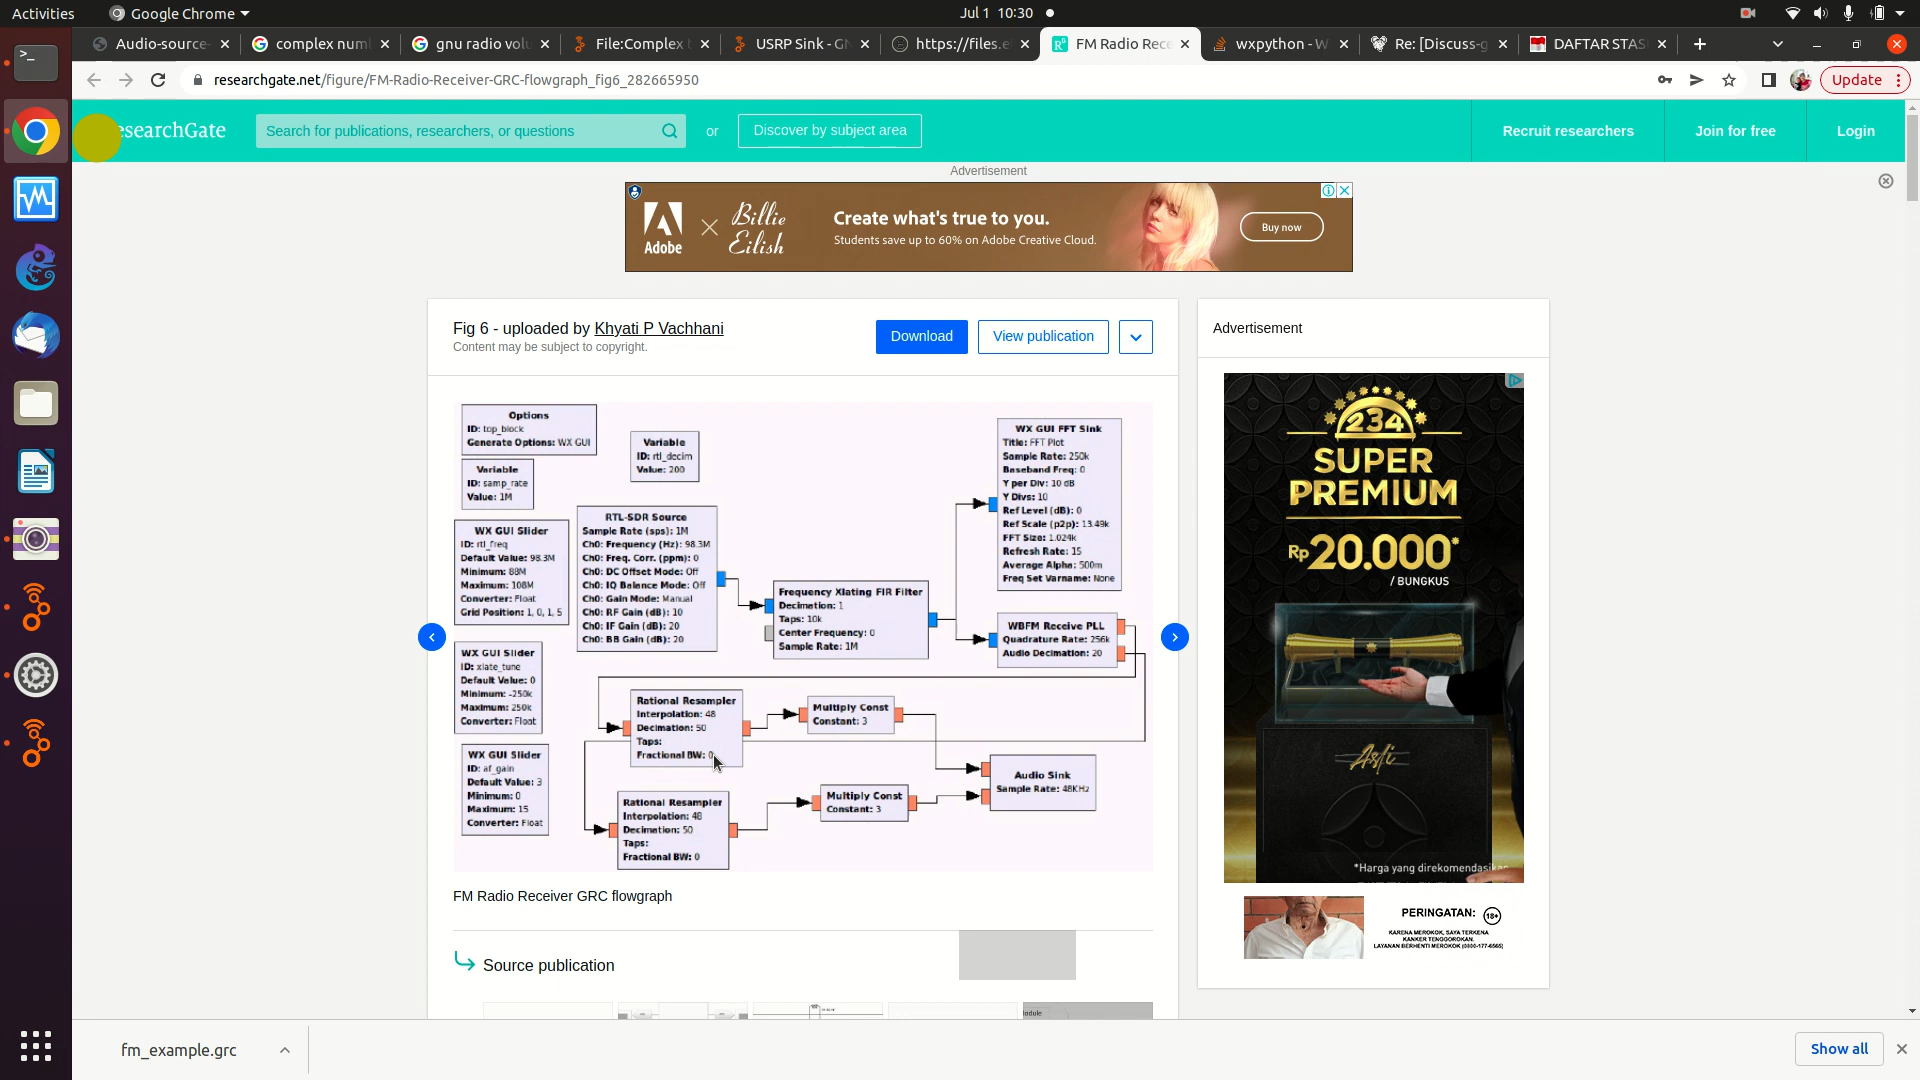 Activities
Google Chrome
Jul 1 10:30
Audio-source-
complex num
gnu radio volu
File:Complex t
USRP Sink - GN
https://files.e
FM Radio Rece
wxpython - W
Re: [Discuss-g
DAFTAR STAS
researchgate.net/figure/FM-Radio-Receiver-GRC-flowgraph_fig6_282665950
Update
esearchGate
Search for publications, researchers, or questions
or
Discover by subject area
Recruit researchers
Join for free
Login
Advertisement
Adobe
Billie
Eilish
Create what's true to you.
Students save up to 60% on Adobe Creative Cloud.
Buy now
Fig 6 - uploaded by Khyati P Vachhani
Content may be subject to copyright.
Download
View publication
Options
ID: top_block
Generate Options: WX GUI
Variable
ID: samp_rate
Value: 1M
Variable
ID: rtl_decim
Value: 200
WX GUI Slider
ID: rtl_freq
Default Value: 98.3M
Minimum: 88M
Maximum: 108M
Converter: Float
Grid Position: 1, 0, 1, 5
RTL-SDR Source
Sample Rate (sps): 1M
Ch0: Frequency (Hz): 98.3M
Ch0: Freq. Corr. (ppm): 0
Ch0: DC Offset Mode: Off
Ch0: IQ Balance Mode: Off
Ch0: Gain Mode: Manual
Ch0: RF Gain (dB): 10
Ch0: IF Gain (dB): 20
Ch0: BB Gain (dB): 20
Frequency Xlating FIR Filter
Decimation: 1
Taps: 10k
Center Frequency: 0
Sample Rate: 1M
WX GUI FFT Sink
Title: FFT Plot
Sample Rate: 250k
Baseband Freq: 0
Y per Div: 10 dB
Y Divs: 10
Ref Level (dB): 0
Ref Scale (p2p): 13.49k
FFT Size: 1.024k
Refresh Rate: 15
Average Alpha: 500m
Freq Set Varname: None
WBFM Receive PLL
Quadrature Rate: 256k
Audio Decimation: 20
WX GUI Slider
ID: xlate_tune
Default Value: 0
Minimum: -250k
Maximum: 250k
Converter: Float
Rational Resampler
Interpolation: 48
Decimation: 50
Taps:
Fractional BW: 0
Multiply Const
Constant: 3
WX GUI Slider
ID: af_gain
Default Value: 3
Minimum: 0
Maximum: 15
Converter: Float
Rational Resampler
Interpolation: 48
Decimation: 50
Taps:
Fractional BW: 0
Multiply Const
Constant: 3
Audio Sink
Sample Rate: 48KHz
FM Radio Receiver GRC flowgraph
Source publication
Advertisement
234
SUPER
PREMIUM
Rp20.000*
/ BUNGKUS
*Harga yang direkomendasikan
PERINGATAN: 18+
KARENA MEROKOK, SAYA TERKENA
KANKER TENGGOROKAN.
LAYANAN BERHENTI MEROKOK (0800-177-6565)
fm_example.grc
Show all